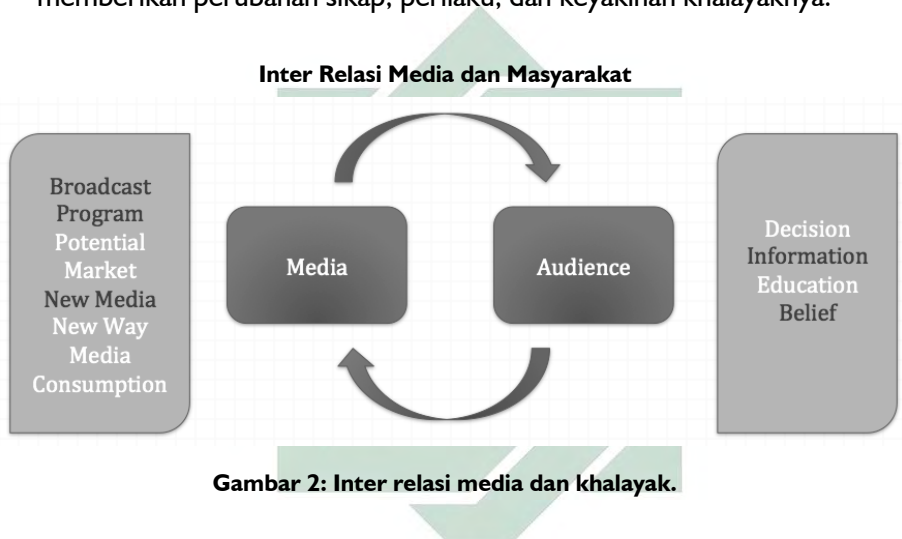 memberikan perubahan sikap, perilaku, dan keyakinan khalayaknya.
Inter Relasi Media dan Masyarakat
Broadcast
Program
Potential
Market
New Media
New Way
Media
Consumption
Media
Audience
Decision
Information
Education
Belief
Gambar 2: Inter relasi media dan khalayak.